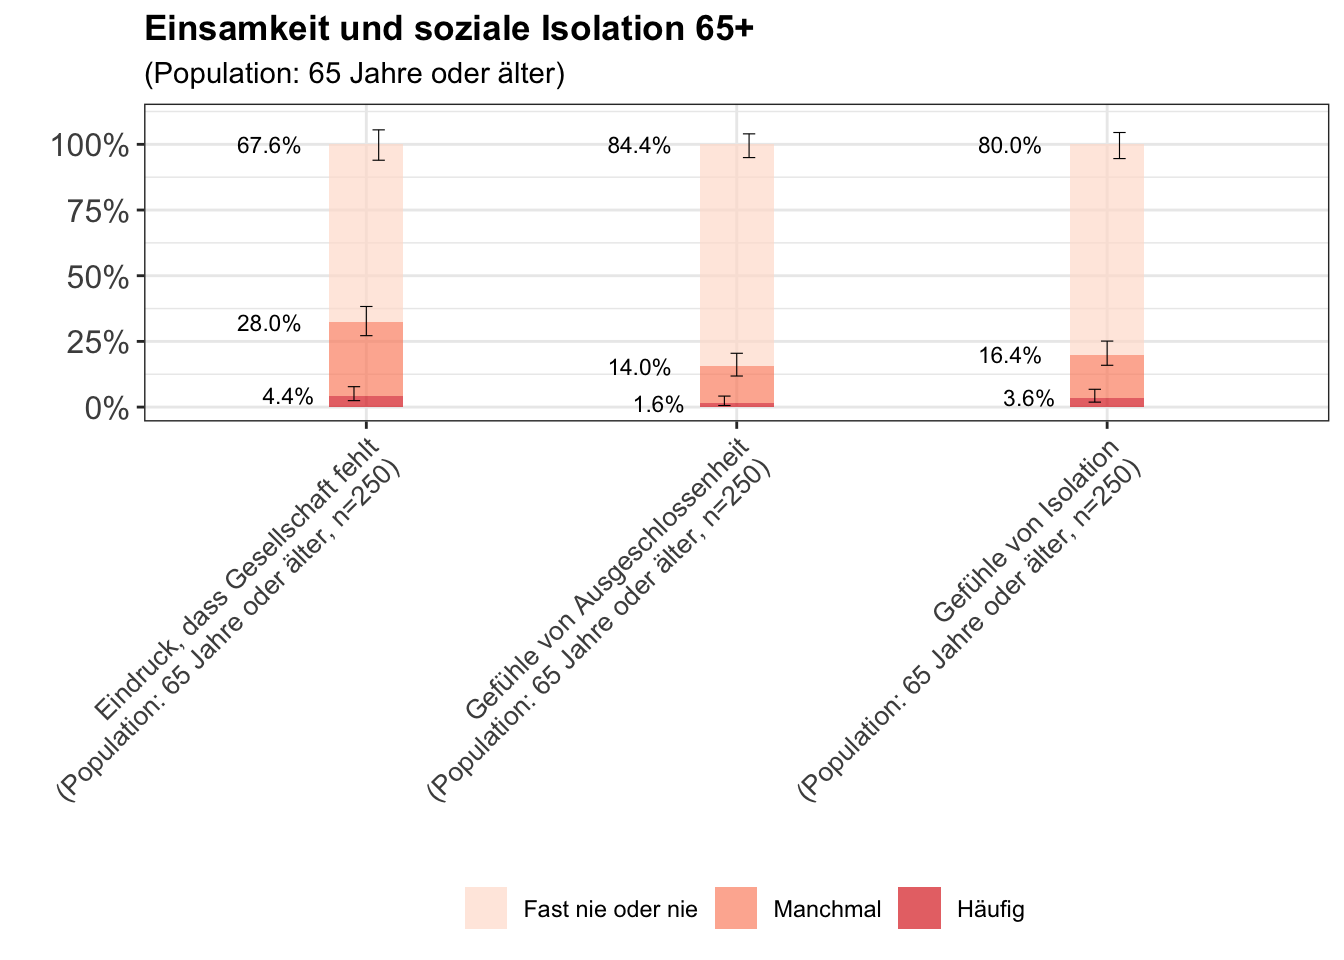 Einsamkeit und soziale Isolation 65+
(Population: 65 Jahre oder älter)
100%
75%
50%
25%
0%
67.6%
28.0%
4.4%
84.4%
14.0%
1.6%
80.0%
16.4%
3.6%
Eindruck, dass Gesellschaft fehlt
(Population: 65 Jahre oder älter, n=250)
Gefühle von Ausgeschlossenheit
(Population: 65 Jahre oder älter, n=250)
Gefühle von Isolation
(Population: 65 Jahre oder älter, n=250)
Fast nie oder nie
Manchmal
Häufig